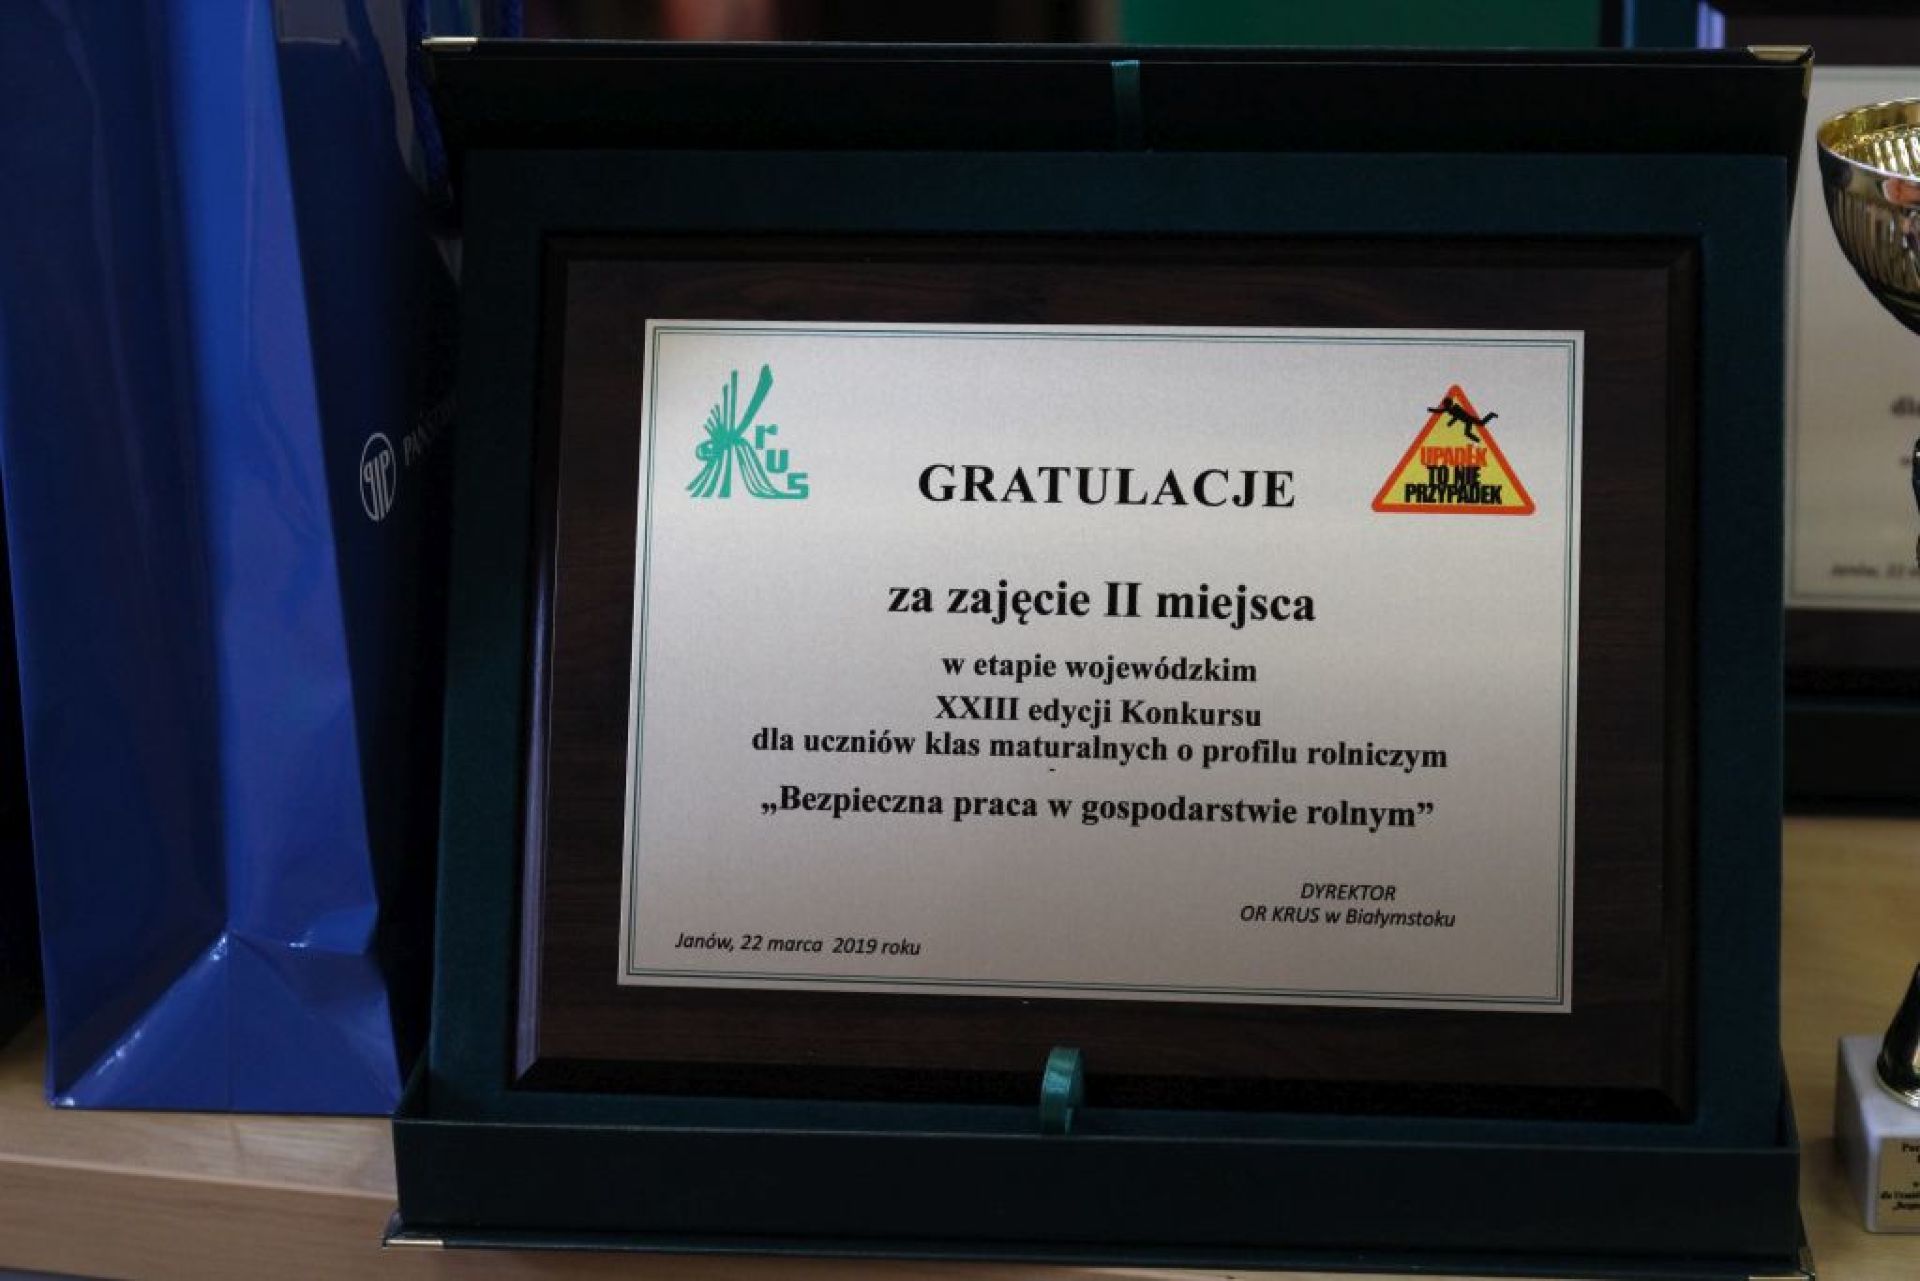 Krus
UPADEK
TO NIE
PRZYPADEK
GRATULACJE
za zajęcie II miejsca
w etapie wojewódzkim
XXIII edycji Konkursu
dla uczniów klas maturalnych o profilu rolniczym
„Bezpieczna praca w gospodarstwie rolnym”
DYREKTOR
OR KRUS w Białymstoku
Janów, 22 marca 2019 roku
PIP